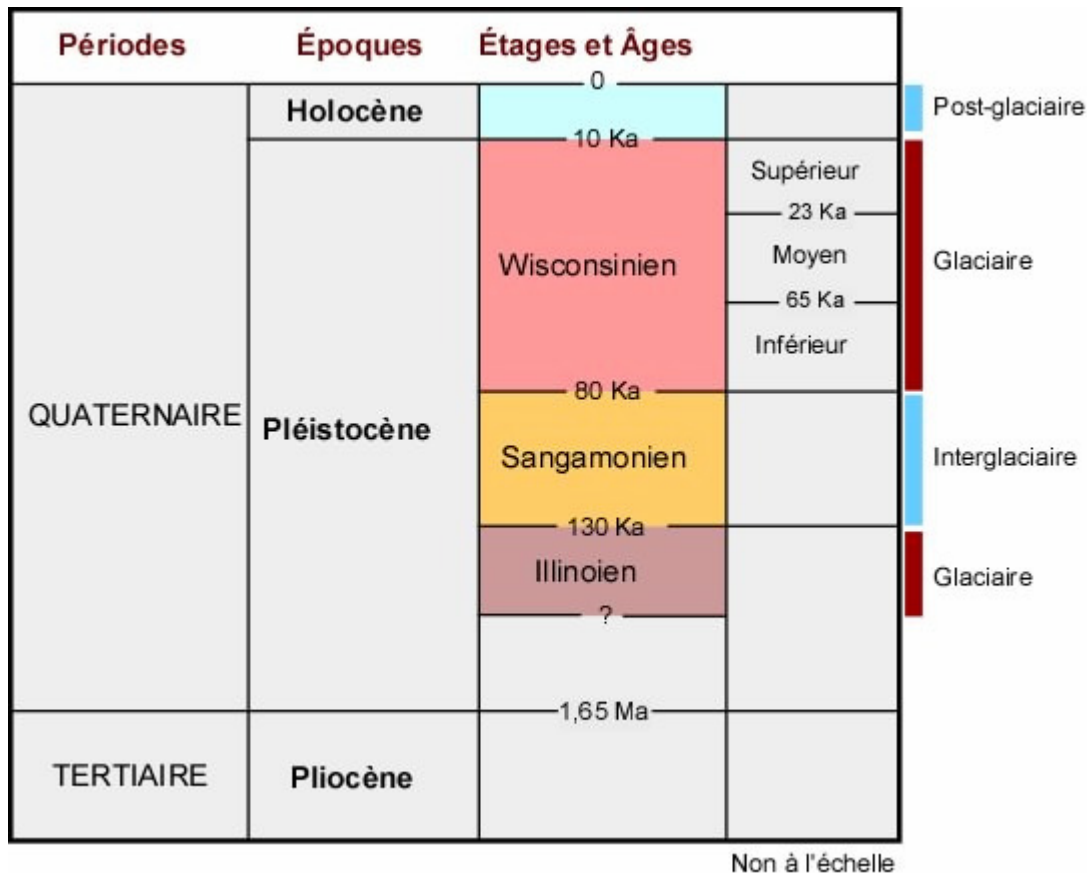 Périodes Époques Étages et Âges
0
Holocène
Post-glaciaire
10 Ka
Supérieur
23 Ka
Wisconsinien
Moyen
Glaciaire
65 Ka
Inférieur
80 Ka
QUATERNAIRE
Pléistocène
Sangamonien
Interglaciaire
130 Ka
Illinoien
Glaciaire
?
1,65 Ma
TERTIAIRE
Pliocène
Non à l'échelle